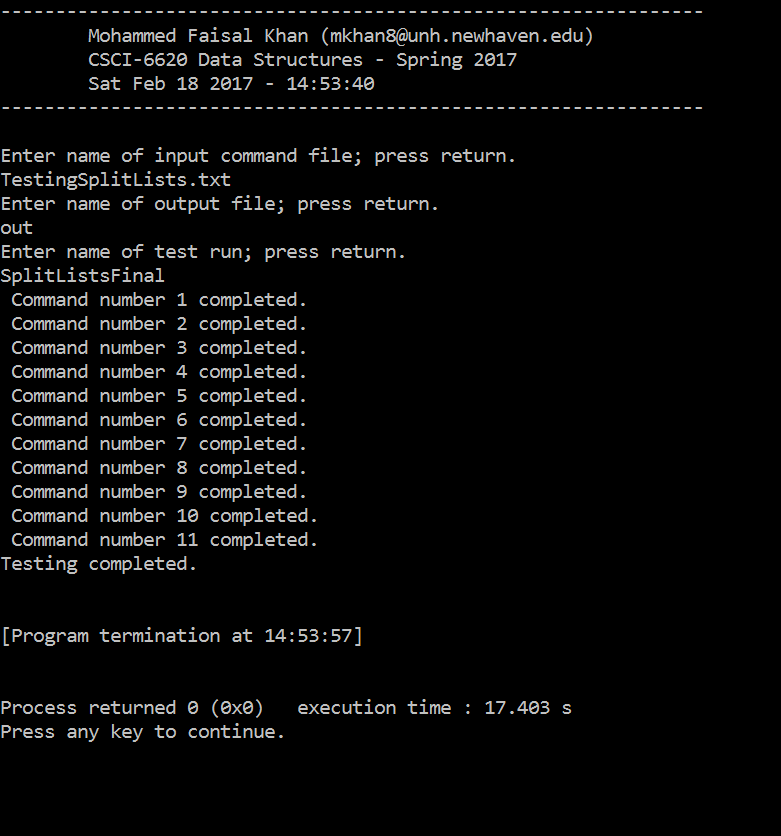 ----------------------------------------------------------------
Mohammed Faisal Khan (mkhan8@unh.newhaven.edu)
CSCI-6620 Data Structures - Spring 2017
Sat Feb 18 2017 - 14:53:40
----------------------------------------------------------------
Enter name of input command file; press return.
TestingSplitLists.txt
Enter name of output file; press return.
out
Enter name of test run; press return.
SplitListsFinal
Command number 1 completed.
Command number 2 completed.
Command number 3 completed.
Command number 4 completed.
Command number 5 completed.
Command number 6 completed.
Command number 7 completed.
Command number 8 completed.
Command number 9 completed.
Command number 10 completed.
Command number 11 completed.
Testing completed.
[Program termination at 14:53:57]
Process returned 0 (0x0)   execution time : 17.403 s
Press any key to continue.